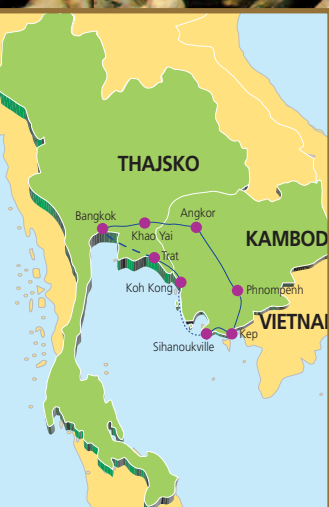 THAJSKO
Bangkok
Angkor
Khao Yai
KAMBOD
Trat
Koh Kong
Phnompenh
VIETNA
Kep
Sihanoukville